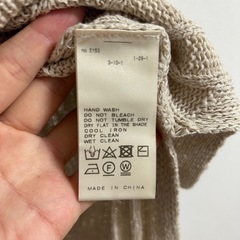 HAND WASH
DO NOT BLEACH
DO NOT TUMBLE DRY
DRY FLAT IN THE SHADE
COOL IRON
DRY CLEAN
WET CLEAN
MADE IN CHINA